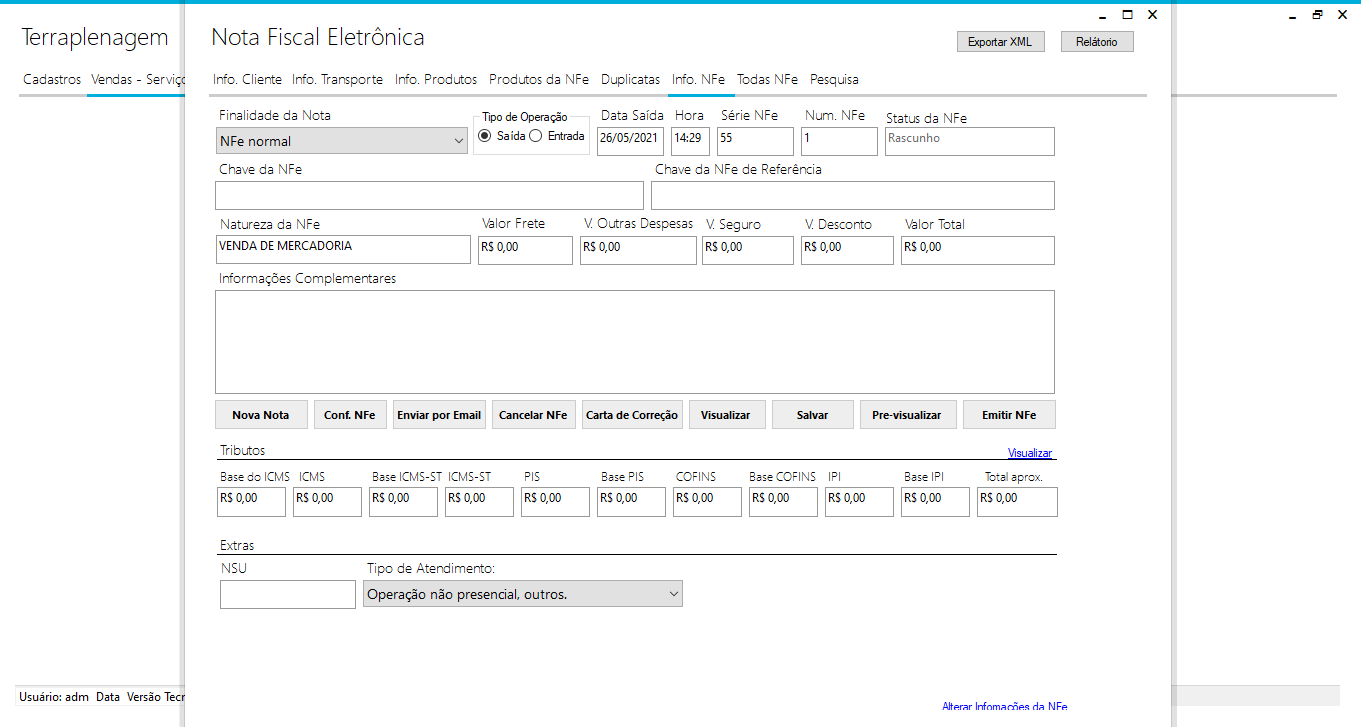 Terraplenagem
Nota Fiscal Eletrônica
Exportar XML
Relátorio
Cadastros
Vendas - Serviço
Info. Cliente
Info. Transporte
Info. Produtos
Produtos da NFe
Duplicatas
Info. NFe
Todas NFe
Pesquisa
Finalidade da Nota
Tipo de Operação
Data Saída
Hora
Série NFe
Num. NFe
Status da NFe
NFe normal
Saída
Entrada
26/05/2021
14:29
55
1
Rascunho
Chave da NFe
Chave da NFe de Referência
Natureza da NFe
Valor Frete
V. Outras Despesas
V. Seguro
V. Desconto
Valor Total
VENDA DE MERCADORIA
R$ 0,00
R$ 0,00
R$ 0,00
R$ 0,00
R$ 0,00
Informações Complementares
Nova Nota
Conf. NFe
Enviar por Email
Cancelar NFe
Carta de Correção
Visualizar
Salvar
Pre-visualizar
Emitir NFe
Tributos
Visualizar
Base do ICMS
ICMS
Base ICMS-ST
ICMS-ST
PIS
Base PIS
COFINS
Base COFINS
IPI
Base IPI
Total aprox.
R$ 0,00
R$ 0,00
R$ 0,00
R$ 0,00
R$ 0,00
R$ 0,00
R$ 0,00
R$ 0,00
R$ 0,00
R$ 0,00
R$ 0,00
Extras
NSU
Tipo de Atendimento:
Operação não presencial, outros.
Usuário: adm
Data
Versão Tecr
Alterar Infomações da NFe